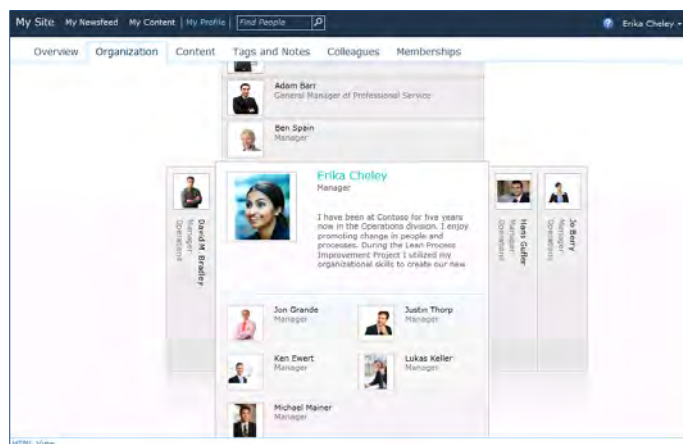 My Site My Newsfeed My Content My Profile Find People Erika Cheley
Overview Organization Content Tags and Notes Colleagues Memberships
Adam Barr
General Manager of Professional Service
Ben Spain
Manager
Erika Cheley
Manager
I have been at Contoso for five years
now in the Operations division. I enjoy
promoting change in people and
processes. During the Lean Process
Improvement Project I utilized my
organizational skills to create our new
David M. Bradley
Manager
Operations
Hans Gufler
Manager
Operations
Jo Berry
Manager
Operations
Jon Grande
Manager
Justin Thorp
Manager
Ken Ewert
Manager
Lukas Keller
Manager
Michael Mainer
Manager
HTML View